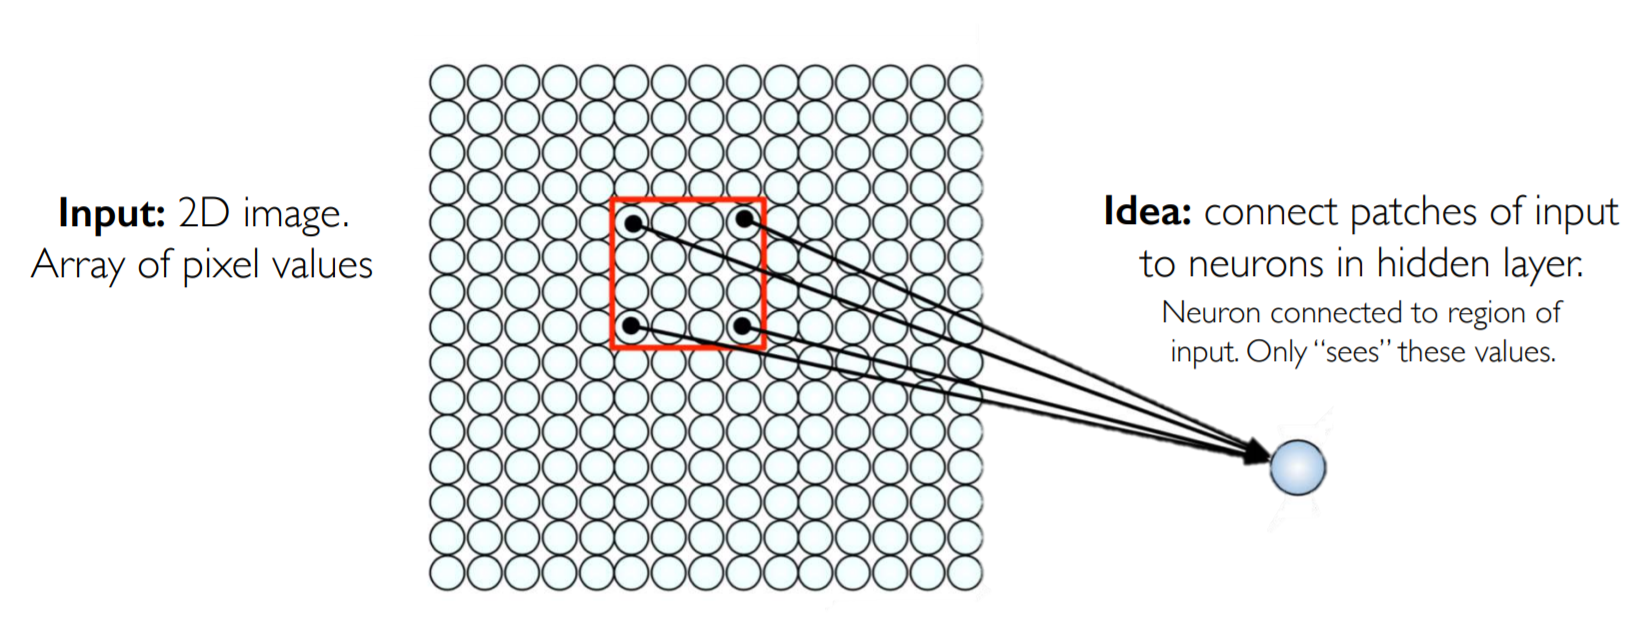 Input: 2D image.
Array of pixel values
Idea: connect patches of input
to neurons in hidden layer.
Neuron connected to region of
input. Only “sees” these values.